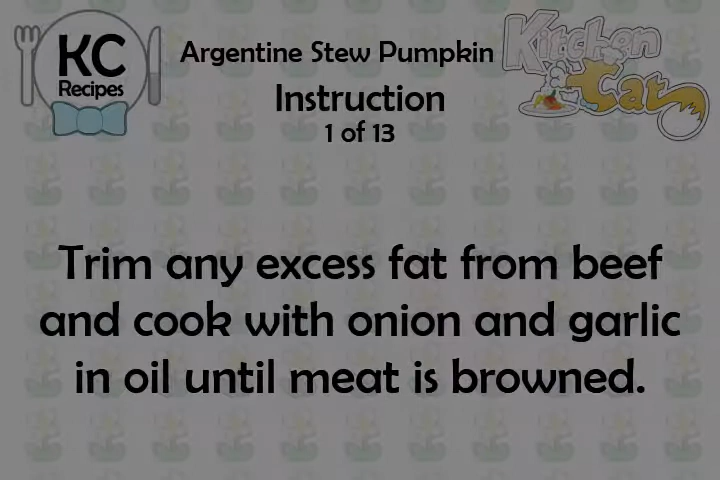 KC
Recipes
Argentine Stew Pumpkin
Kitchen
Cat
Instruction
1 of 13
Trim any excess fat from beef
and cook with onion and garlic
in oil until meat is browned.